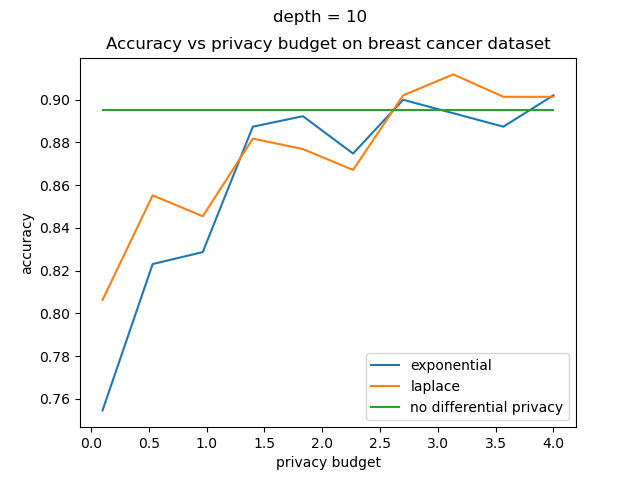 depth = 10
Accuracy vs privacy budget on breast cancer dataset
accuracy
0.90
0.88
0.86
0.84
0.82
0.80
0.78
0.76
exponential
laplace
no differential privacy
0.0 0.5 1.0 1.5 2.0 2.5 3.0 3.5 4.0
privacy budget